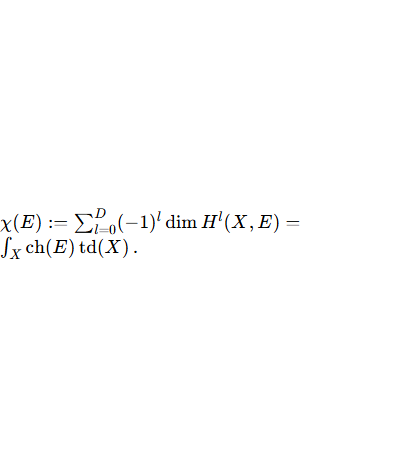 χ(E) := ∑_{l=0}^{D}(−1)^l dim H^l(X, E) =
∫_X ch(E) td(X) .